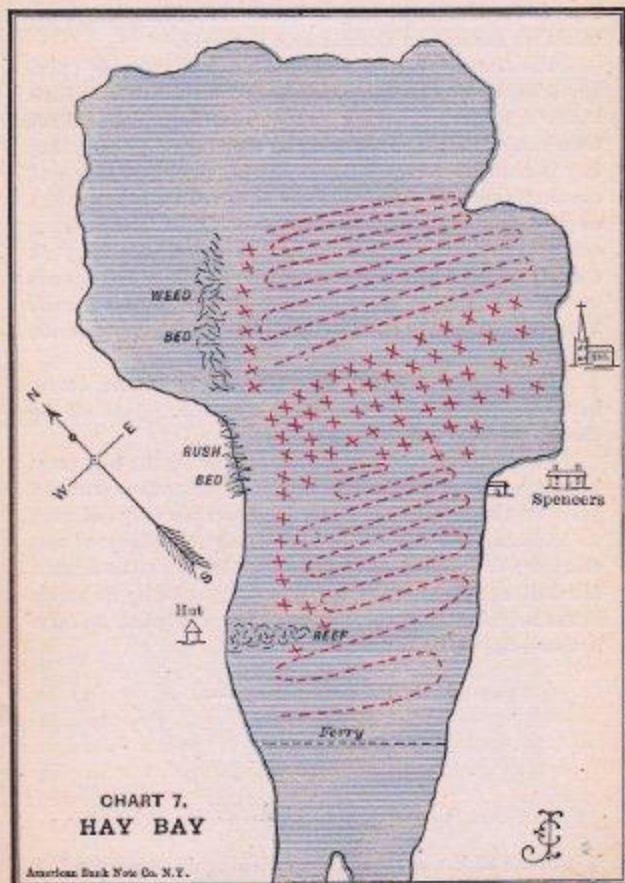 WEED
BED
N
E
W
S
RUSH
BED
Spencers
Hut
REEF
Ferry
CHART 7.
HAY BAY
American Bank Note Co. N.Y.